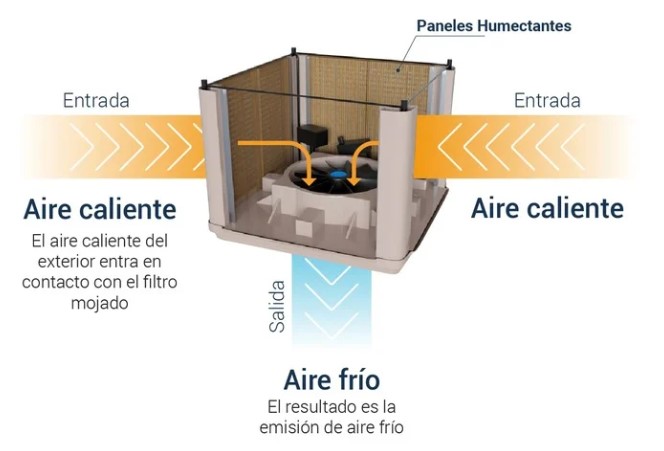 Paneles Humectantes
Entrada
Entrada
Aire caliente
El aire caliente del
exterior entra en
contacto con el filtro
mojado
Aire caliente
Salida
Aire frío
El resultado es la
emisión de aire frío